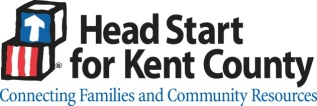 Head Start
® for Kent County
Connecting Families and Community Resources